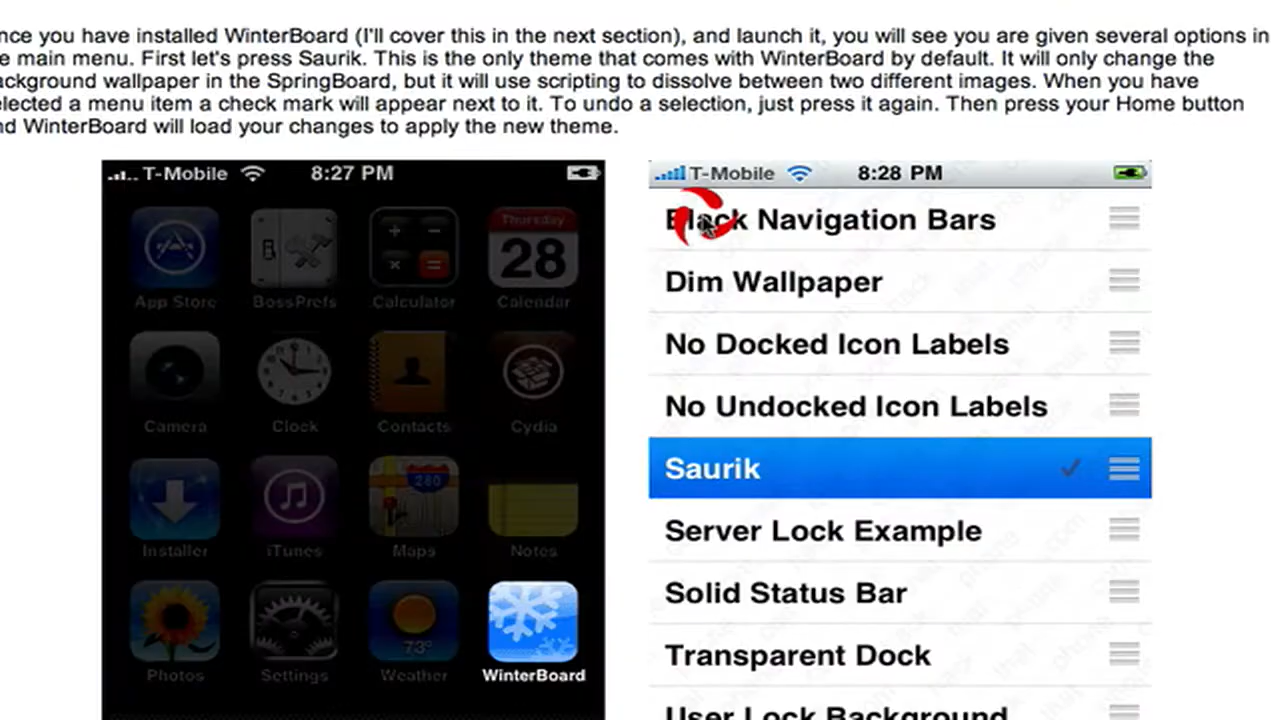 nce you have installed WinterBoard (I'll cover this in the next section), and launch it, you will see you are given several options in
e main menu. First let's press Saurik. This is the only theme that comes with WinterBoard by default. It will only change the
ackground wallpaper in the SpringBoard, but it will use scripting to dissolve between two different images. When you have
elected a menu item a check mark will appear next to it. To undo a selection, just press it again. Then press your Home button
nd WinterBoard will load your changes to apply the new theme.
T-Mobile 8:27 PM
Thursday
28
App Store BossPrefs Calculator Calendar
Camera Clock Contacts Cydia
280
Installer iTunes Maps Notes
73°
Photos Settings Weather WinterBoard
T-Mobile 8:28 PM
Black Navigation Bars
Dim Wallpaper
No Docked Icon Labels
No Undocked Icon Labels
Saurik
Server Lock Example
Solid Status Bar
Transparent Dock
User Lock Background